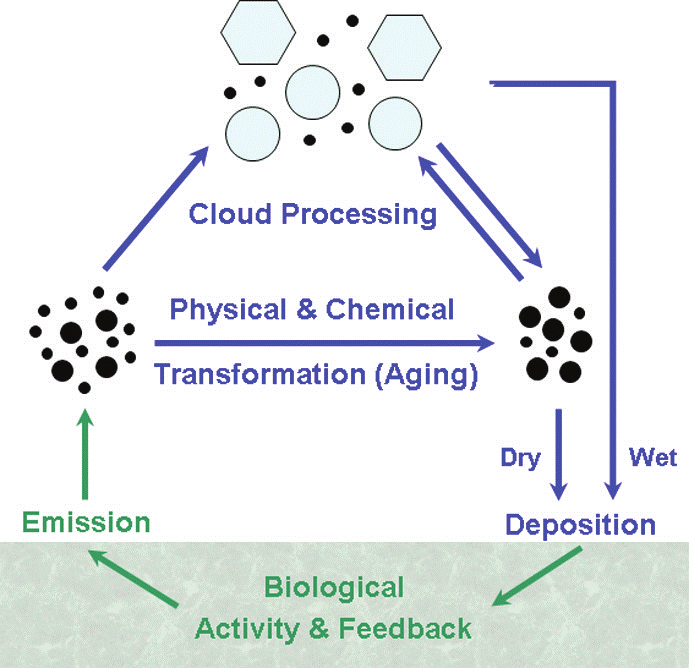 Cloud Processing
Physical & Chemical
Transformation (Aging)
Dry
Wet
Emission
Deposition
Biological
Activity & Feedback